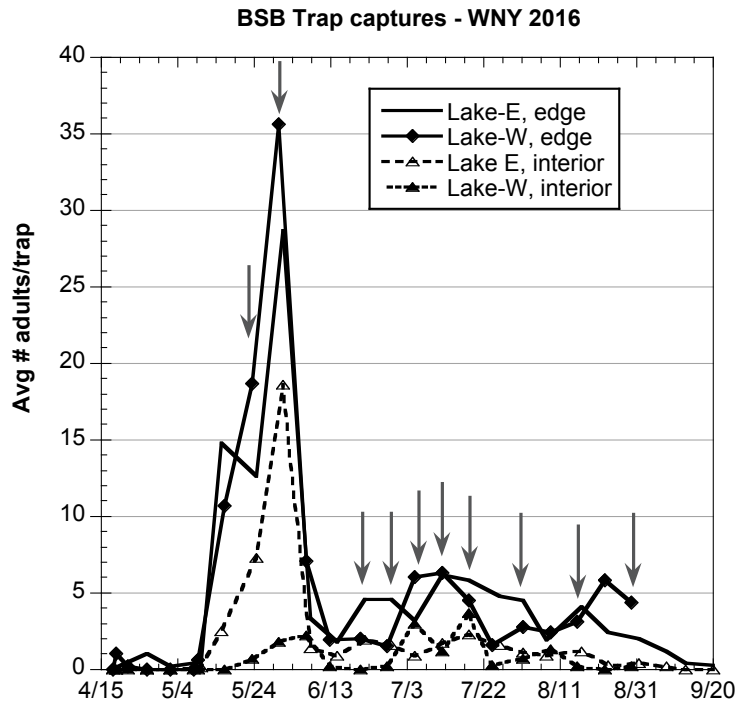 BSB Trap captures - WNY 2016
40
35
30
25
20
15
10
5
0
Avg # adults/trap
Lake-E, edge
Lake-W, edge
Lake E, interior
Lake-W, interior
4/15 5/4 5/24 6/13 7/3 7/22 8/11 8/31 9/20